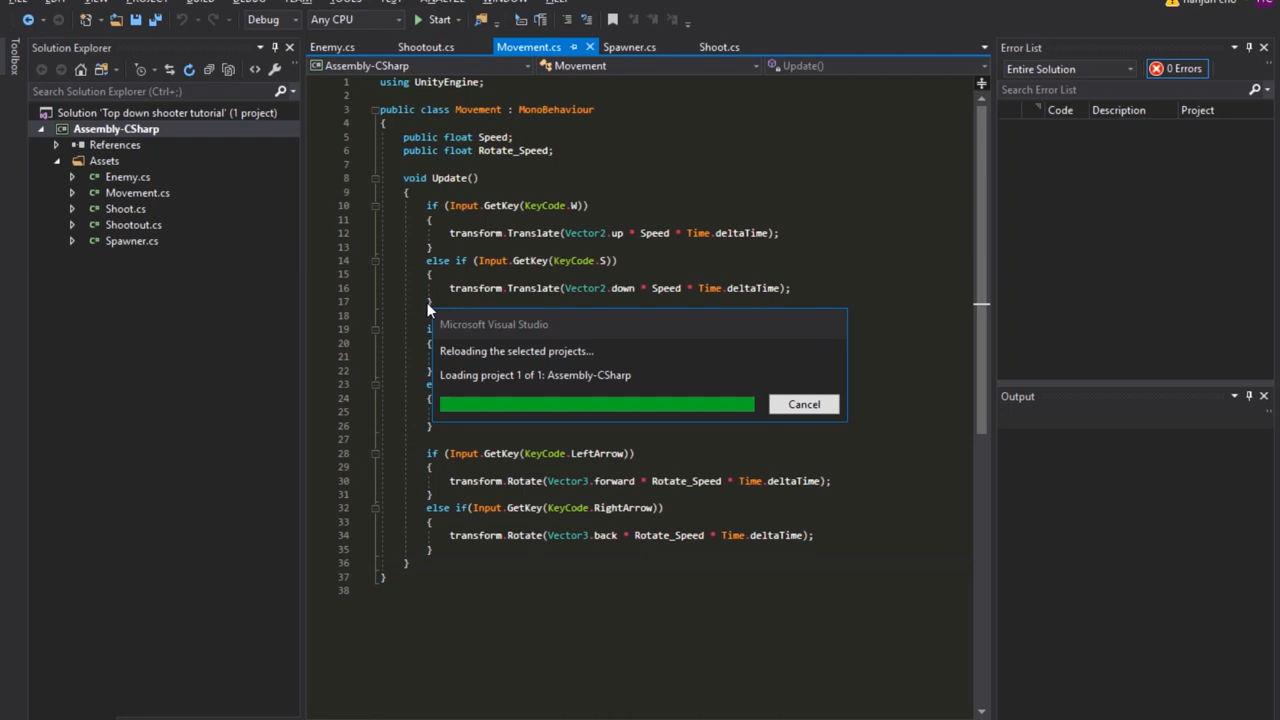 Debug
Any CPU
Start
Toolbox
Solution Explorer
Search Solution Explorer (Ctrl+;)
Solution 'Top down shooter tutorial' (1 project)
Assembly-CSharp
References
Assets
Enemy.cs
Movement.cs
Shoot.cs
Shootout.cs
Spawner.cs
Enemy.cs Shootout.cs Movement.cs Spawner.cs Shoot.cs
Assembly-CSharp Movement Update()
1 using UnityEngine;
2
3 public class Movement : MonoBehaviour
4 {
5 public float Speed;
6 public float Rotate_Speed;
7
8 void Update()
9 {
10 if (Input.GetKey(KeyCode.W))
11 {
12 transform.Translate(Vector2.up * Speed * Time.deltaTime);
13 }
14 else if (Input.GetKey(KeyCode.S))
15 {
16 transform.Translate(Vector2.down * Speed * Time.deltaTime);
17 }
18
19
20 {
21
22 }
23
24 {
25
26 }
27
28 if (Input.GetKey(KeyCode.LeftArrow))
29 {
30 transform.Rotate(Vector3.forward * Rotate_Speed * Time.deltaTime);
31 }
32 else if(Input.GetKey(KeyCode.RightArrow))
33 {
34 transform.Rotate(Vector3.back * Rotate_Speed * Time.deltaTime);
35 }
36 }
37 }
38
Microsoft Visual Studio
Reloading the selected projects...
Loading project 1 of 1: Assembly-CSharp
Cancel
Error List
Entire Solution 0 Errors
Search Error List
Code Description Project
Output